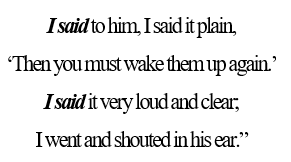 I said to him, I said it plain,
‘Then you must wake them up again.’
I said it very loud and clear;
I went and shouted in his ear.”